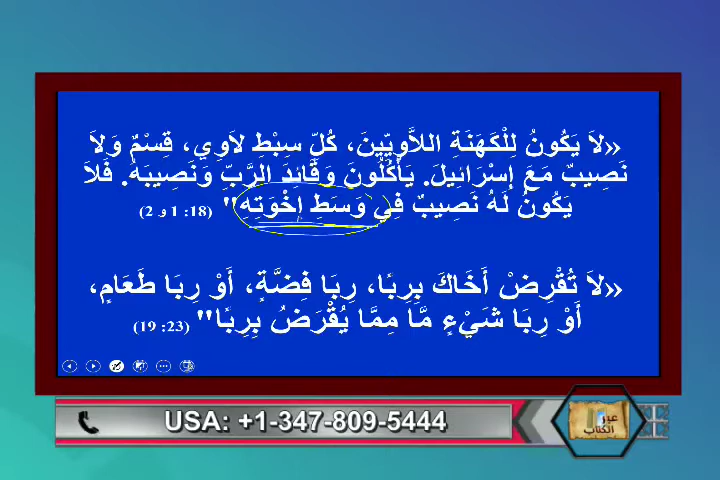 «لاَ يَكُونُ لِلْكَهَنَةِ اللاَّوِيِّينَ، كُلِّ سِبْطِ لاَوِي، قِسْمٌ وَلاَ
نَصِيبٌ مَعَ إِسْرَائِيلَ. يَأْكُلُونَ وَقَائِدَ الرَّبِّ وَنَصِيبَهُ. فَلاَ
يَكُونُ لَهُ نَصِيبٌ فِي وَسَطِ إِخْوَتِهِ" (18: 1 و 2)
«لاَ تُقْرِضْ أَخَاكَ بِرِبًا، رِبَا فِضَّةٍ، أَوْ رِبَا طَعَامٍ،
أَوْ رِبَا شَيْءٍ مَّا مِمَّا يُقْرَضُ بِرِبًا" (23: 19)
USA: +1-347-809-5444
الكتاب